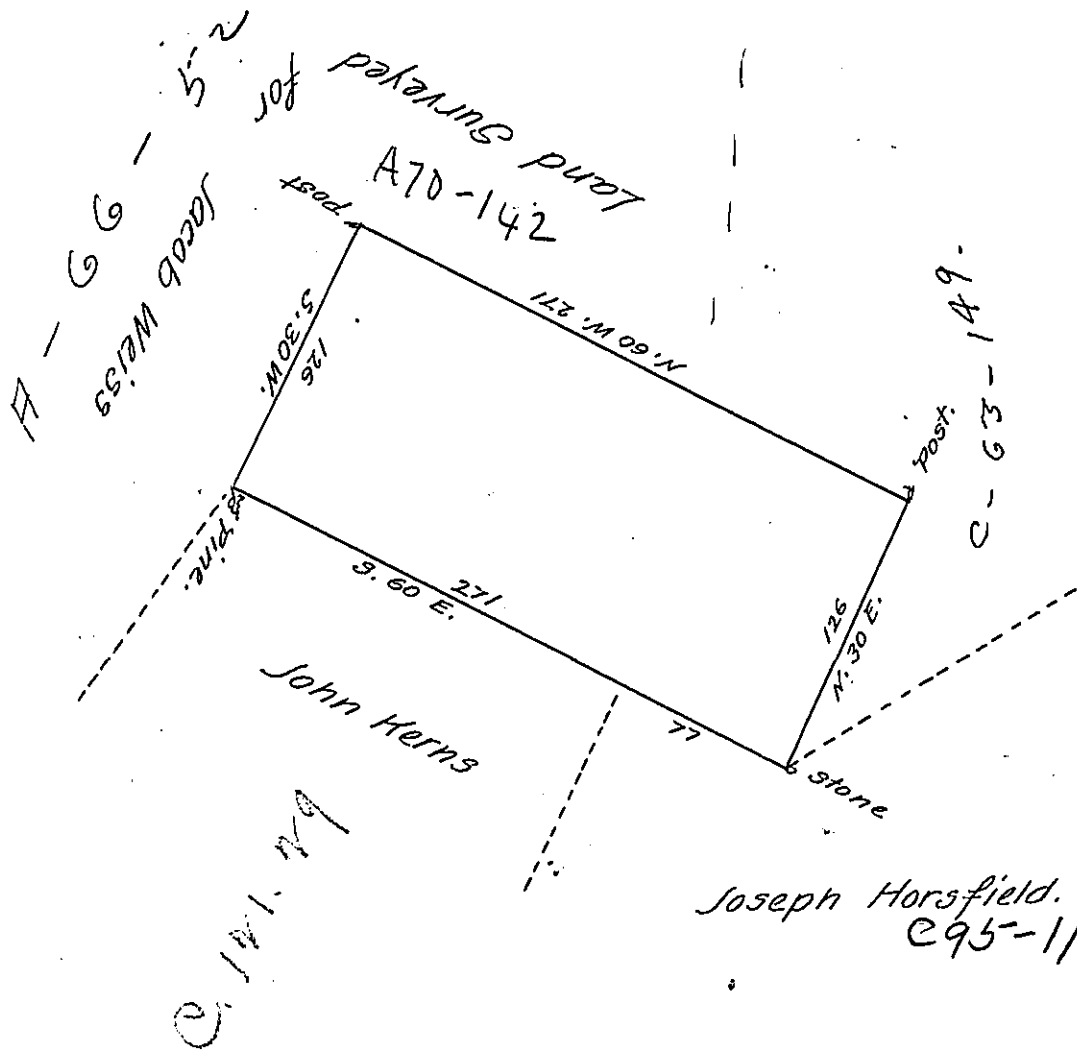 Land Surveyed for
Jacob Weiss
A-66-52
A70-142
post
S. 30 W.
126
N. 60 W. 271
post.
C-63-149.
126
N. 30 E.
Pine.
S. 60 E.
271
77
stone
John Kerns
Joseph Horsfield.
C95-11